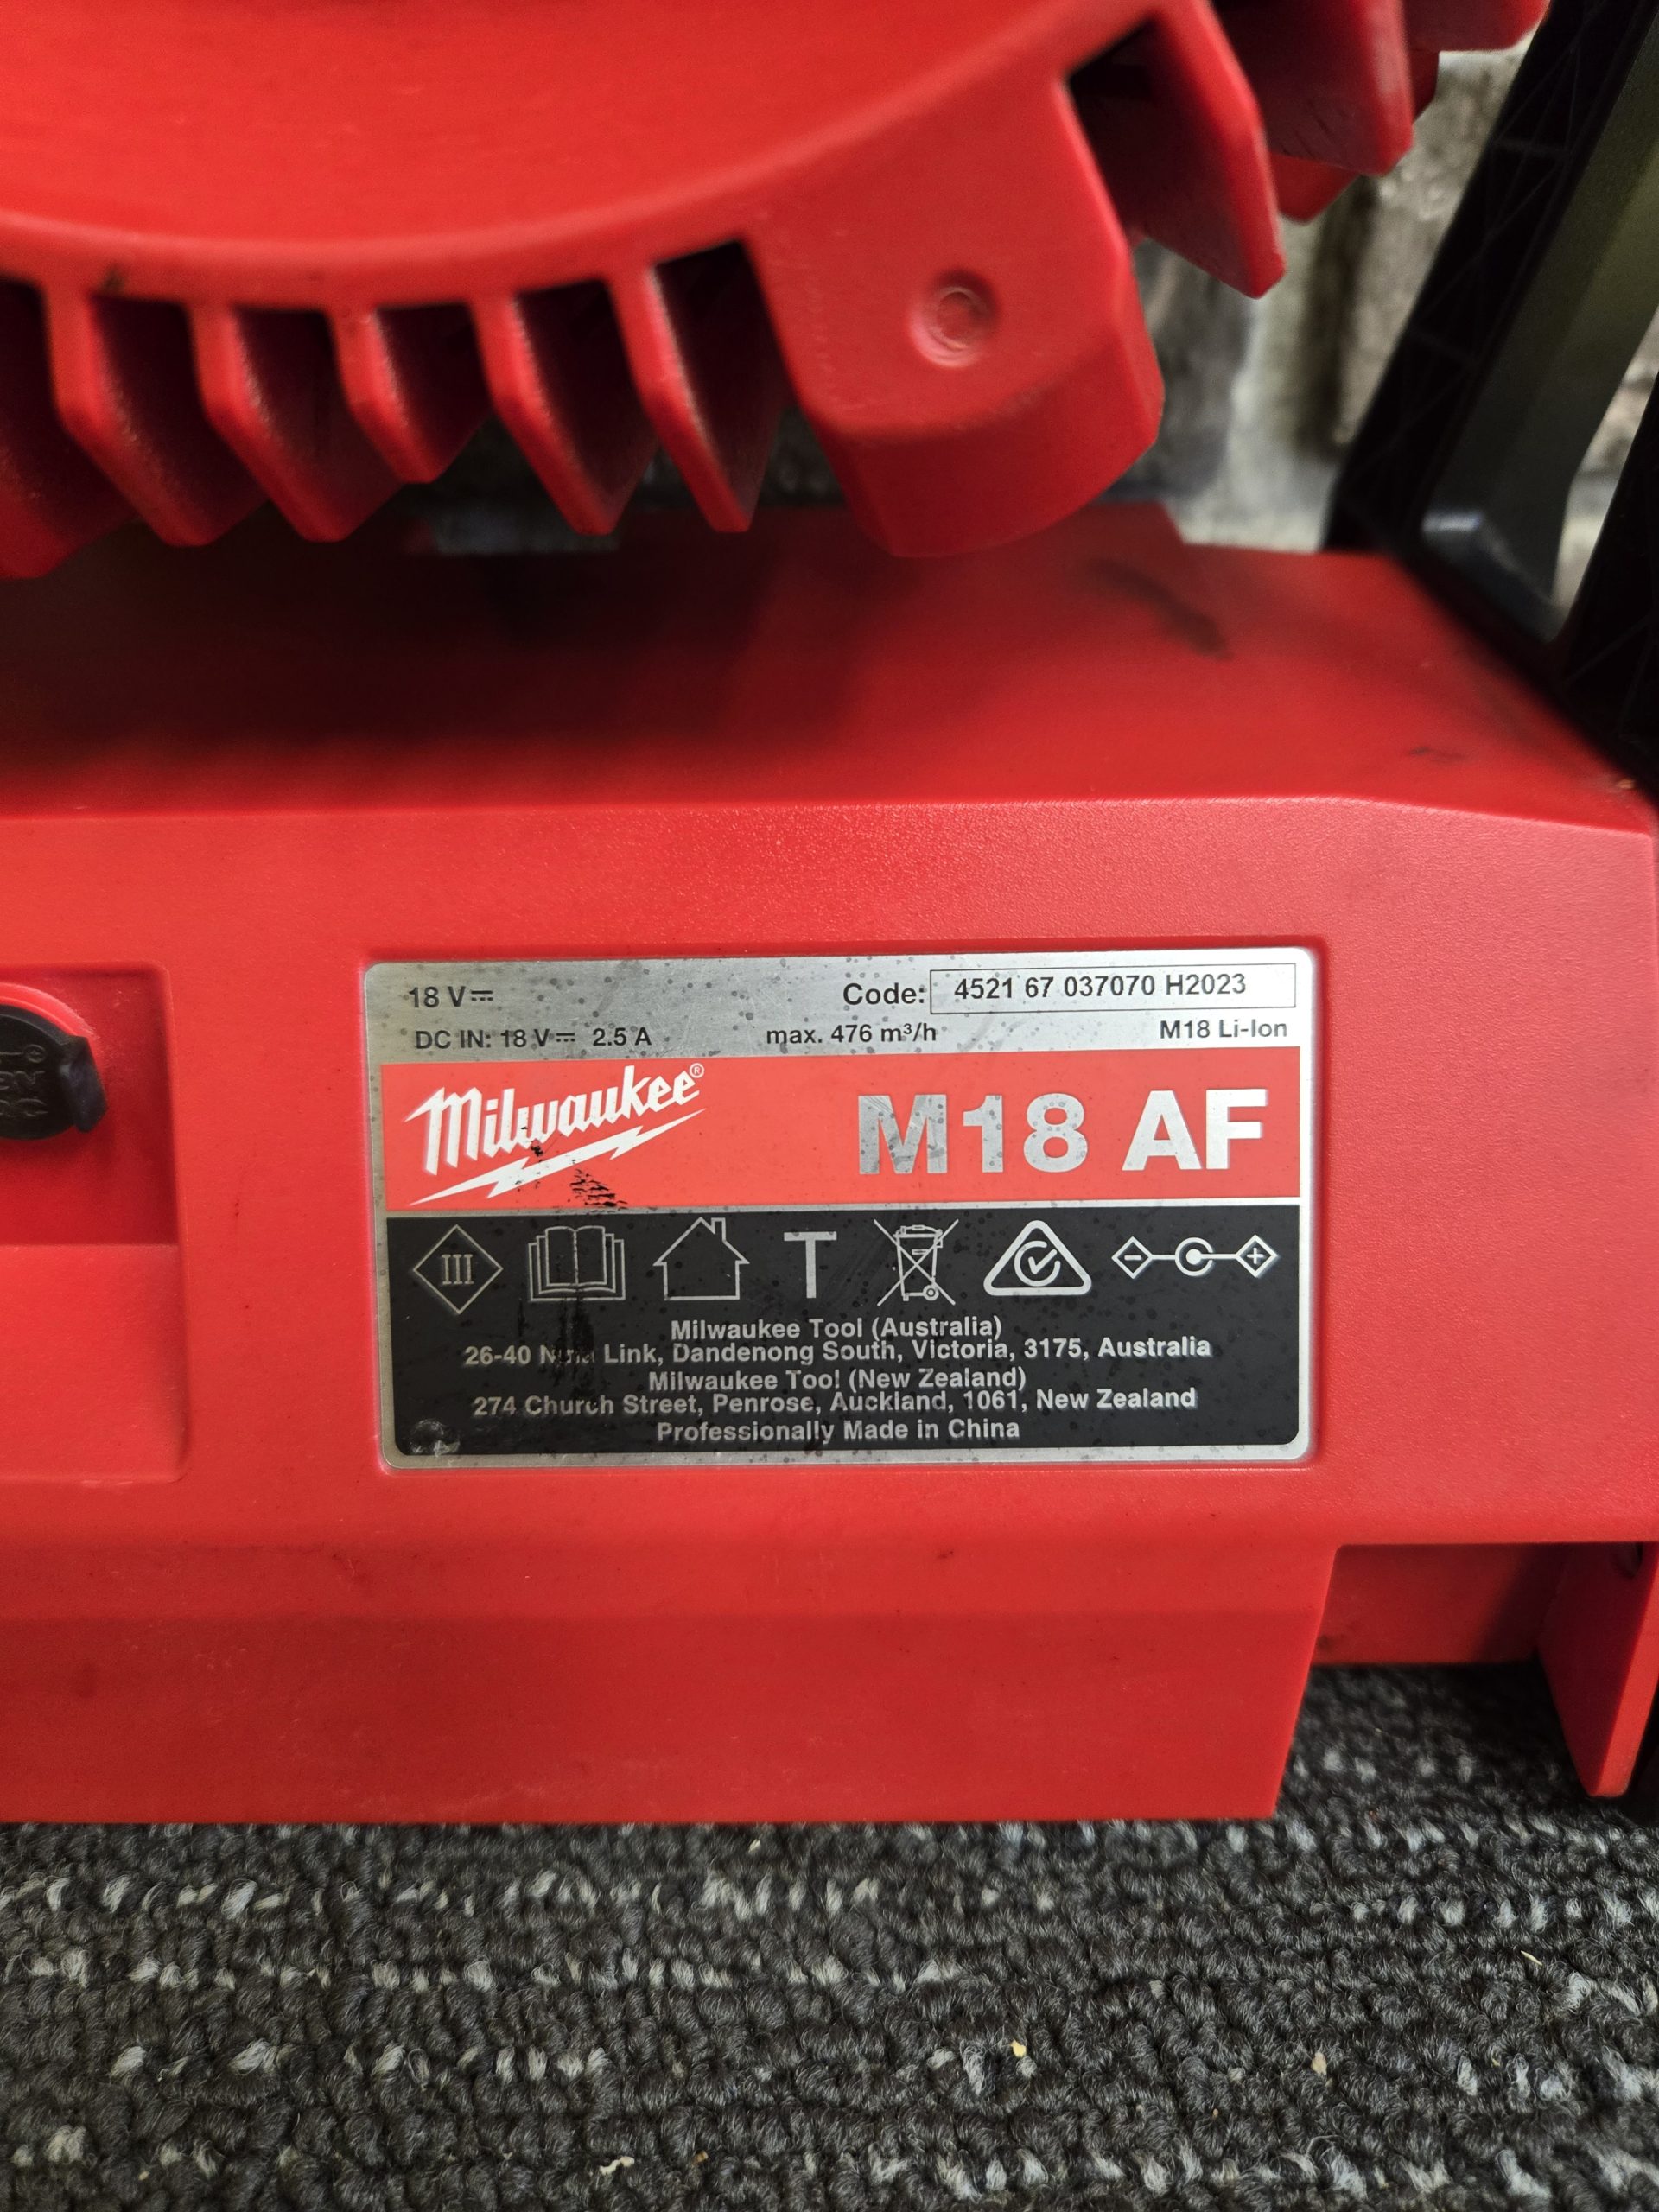 18 V⎓
Code: 4521 67 037070 H2023
DC IN: 18 V⎓ 2.5 A max. 476 m³/h M18 Li-Ion
Milwaukee®
M18 AF
III
T
Milwaukee Tool (Australia)
26-40 Link, Dandenong South, Victoria, 3175, Australia
Milwaukee Tool (New Zealand)
274 Church Street, Penrose, Auckland, 1061, New Zealand
Professionally Made in China